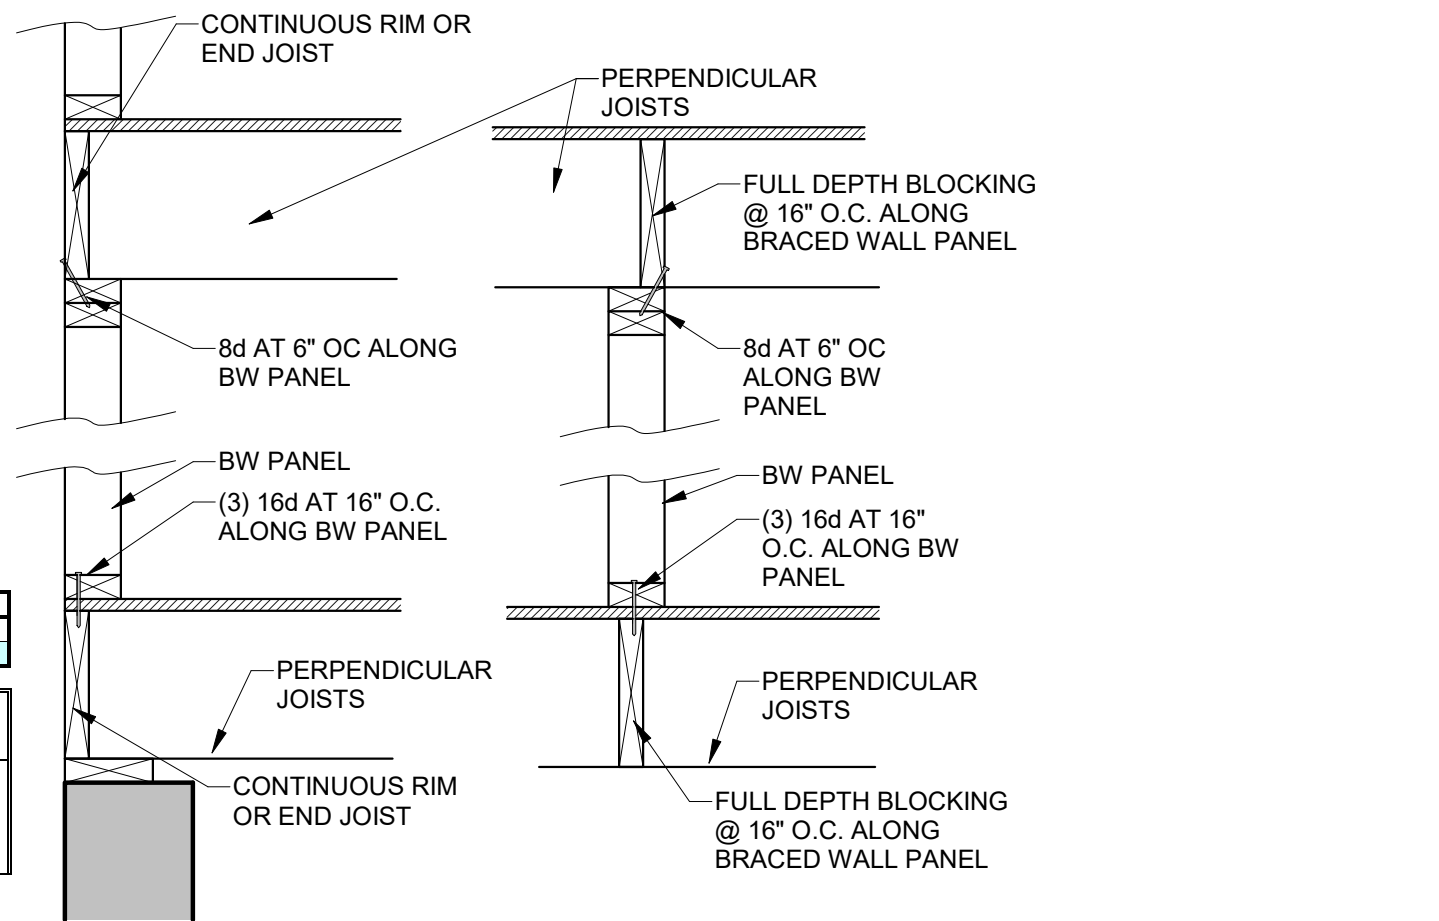 CONTINUOUS RIM OR
END JOIST
PERPENDICULAR
JOISTS
FULL DEPTH BLOCKING
@ 16" O.C. ALONG
BRACED WALL PANEL
8d AT 6" OC ALONG
BW PANEL
8d AT 6" OC
ALONG BW
PANEL
BW PANEL
(3) 16d AT 16" O.C.
ALONG BW PANEL
BW PANEL
(3) 16d AT 16"
O.C. ALONG BW
PANEL
PERPENDICULAR
JOISTS
PERPENDICULAR
JOISTS
CONTINUOUS RIM
OR END JOIST
FULL DEPTH BLOCKING
@ 16" O.C. ALONG
BRACED WALL PANEL